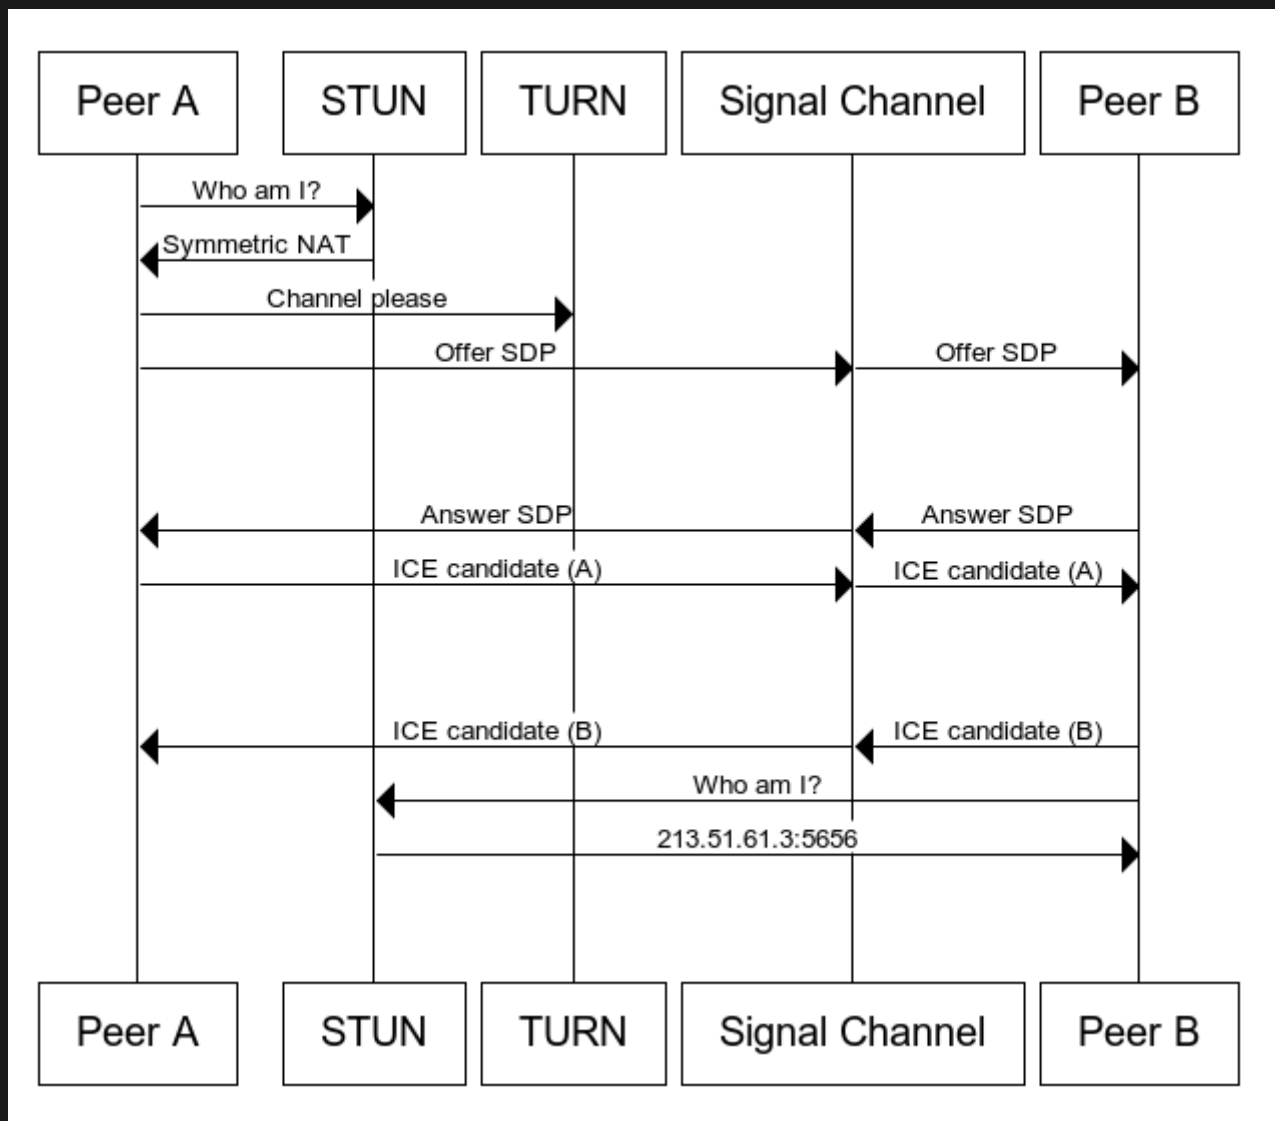 Peer A
STUN
TURN
Signal Channel
Peer B
Who am I?
Symmetric NAT
Channel please
Offer SDP
Offer SDP
Answer SDP
Answer SDP
ICE candidate (A)
ICE candidate (A)
ICE candidate (B)
ICE candidate (B)
Who am I?
213.51.61.3:5656
Peer A
STUN
TURN
Signal Channel
Peer B